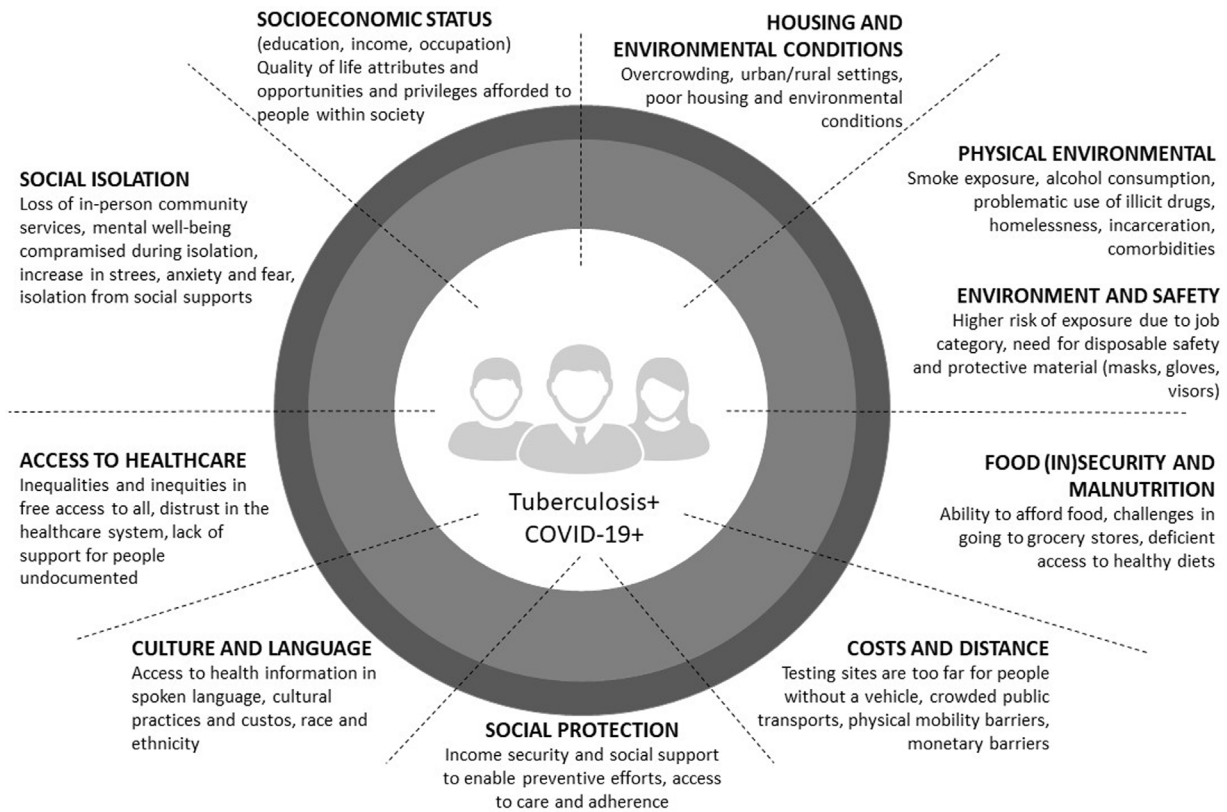 SOCIOECONOMIC STATUS
(education, income, occupation)
Quality of life attributes and
opportunities and privileges afforded to
people within society
HOUSING AND
ENVIRONMENTAL CONDITIONS
Overcrowding, urban/rural settings,
poor housing and environmental
conditions
PHYSICAL ENVIRONMENTAL
Smoke exposure, alcohol consumption,
problematic use of illicit drugs,
homelessness, incarceration,
comorbidities
ENVIRONMENT AND SAFETY
Higher risk of exposure due to job
category, need for disposable safety
and protective material (masks, gloves,
visors)
FOOD (IN)SECURITY AND
MALNUTRITION
Ability to afford food, challenges in
going to grocery stores, deficient
access to healthy diets
COSTS AND DISTANCE
Testing sites are too far for people
without a vehicle, crowded public
transports, physical mobility barriers,
monetary barriers
SOCIAL PROTECTION
Income security and social support
to enable preventive efforts, access
to care and adherence
CULTURE AND LANGUAGE
Access to health information in
spoken language, cultural
practices and custos, race and
ethnicity
ACCESS TO HEALTHCARE
Inequalities and inequities in
free access to all, distrust in the
healthcare system, lack of
support for people
undocumented
SOCIAL ISOLATION
Loss of in-person community
services, mental well-being
compromised during isolation,
increase in strees, anxiety and fear,
isolation from social supports
Tuberculosis+
COVID-19+